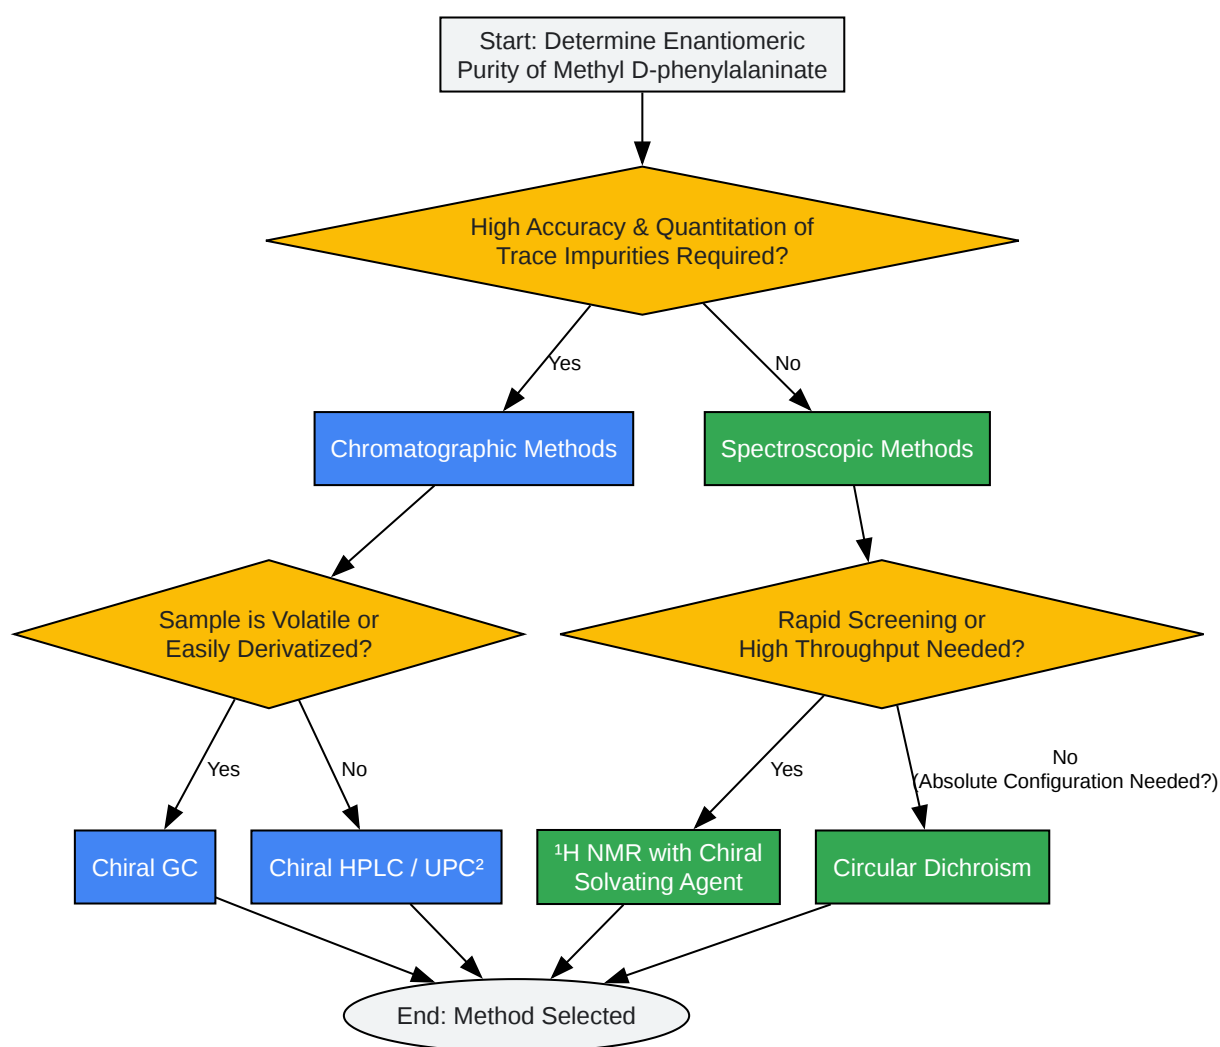 Start: Determine Enantiomeric
Purity of Methyl D-phenylalaninate
High Accuracy & Quantitation of
Trace Impurities Required?
Yes
No
Chromatographic Methods
Spectroscopic Methods
Sample is Volatile or
Easily Derivatized?
Rapid Screening or
High Throughput Needed?
Yes
No
Yes
No
(Absolute Configuration Needed?)
Chiral GC
Chiral HPLC / UPC²
¹H NMR with Chiral
Solvating Agent
Circular Dichroism
End: Method Selected